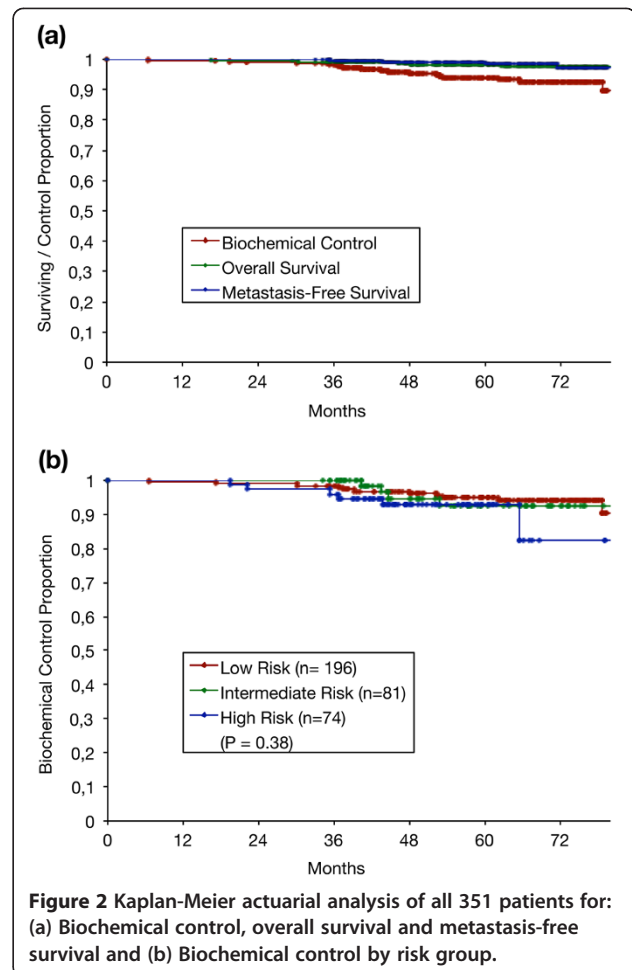 (a)
1
0,9
0,8
0,7
0,6
0,5
0,4
0,3
0,2
0,1
0
Surviving / Control Proportion
Biochemical Control
Overall Survival
Metastasis-Free Survival
0 12 24 36 48 60 72
Months
(b)
1
0,9
0,8
0,7
0,6
0,5
0,4
0,3
0,2
0,1
0
Biochemical Control Proportion
Low Risk (n= 196)
Intermediate Risk (n=81)
High Risk (n=74)
(P = 0.38)
0 12 24 36 48 60 72
Months
Figure 2 Kaplan-Meier actuarial analysis of all 351 patients for:
(a) Biochemical control, overall survival and metastasis-free
survival and (b) Biochemical control by risk group.